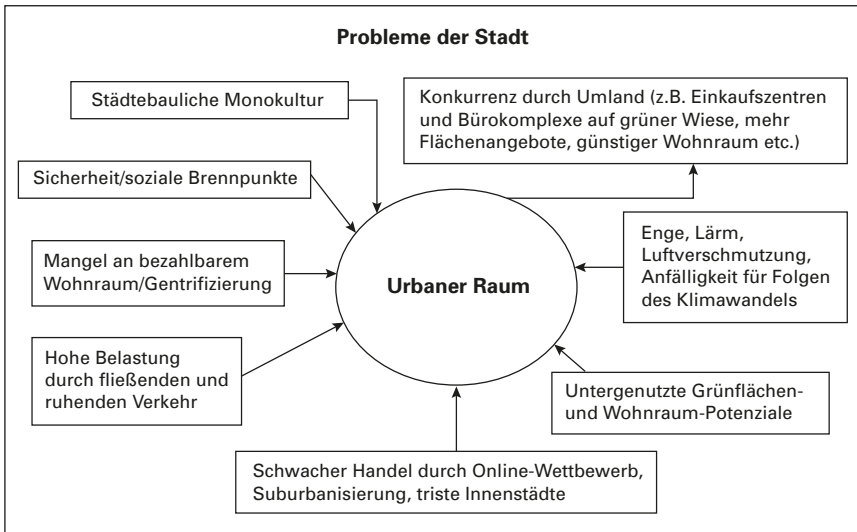 Probleme der Stadt
Städtebauliche Monokultur
Konkurrenz durch Umland (z.B. Einkaufszentren
und Bürokomplexe auf grüner Wiese, mehr
Flächenangebote, günstiger Wohnraum etc.)
Sicherheit/soziale Brennpunkte
Mangel an bezahlbarem
Wohnraum/Gentrifizierung
Urbaner Raum
Enge, Lärm,
Luftverschmutzung,
Anfälligkeit für Folgen
des Klimawandels
Hohe Belastung
durch fließenden und
ruhenden Verkehr
Untergenutzte Grünflächen-
und Wohnraum-Potenziale
Schwacher Handel durch Online-Wettbewerb,
Suburbanisierung, triste Innenstädte